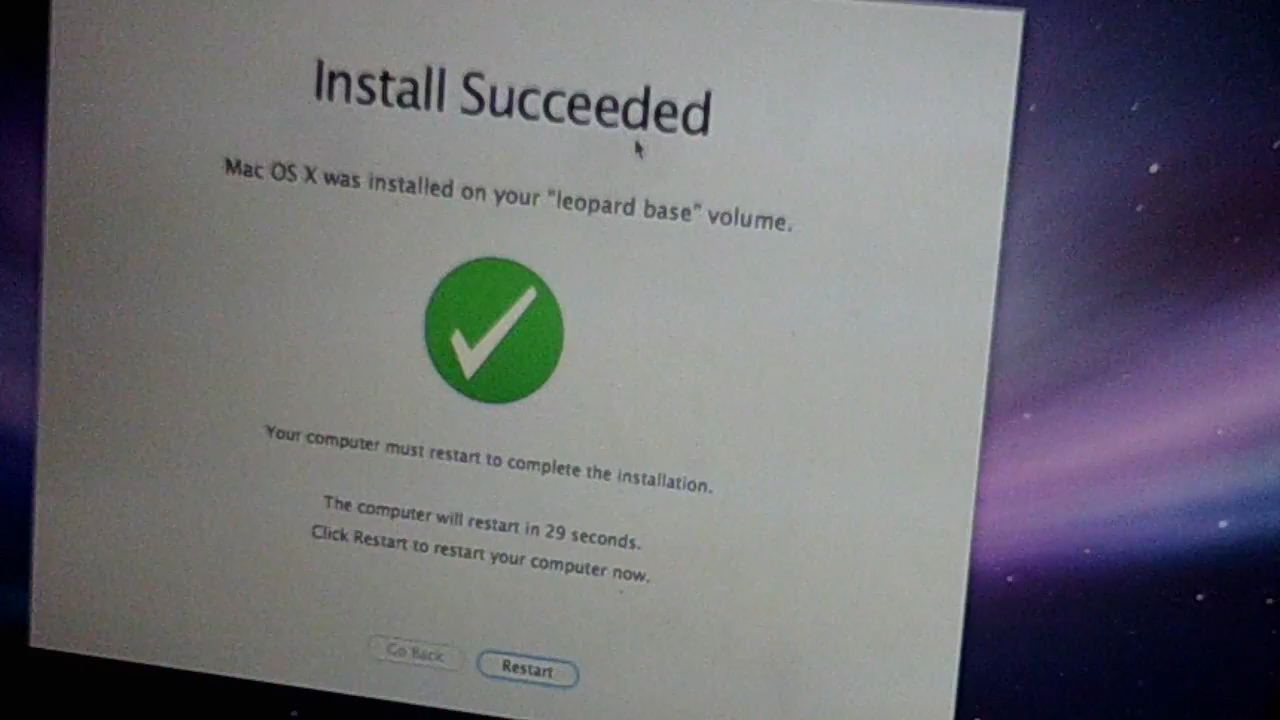 Install Succeeded
Mac OS X was installed on your "leopard base" volume.
Your computer must restart to complete the installation.
The computer will restart in 29 seconds.
Click Restart to restart your computer now.
Go Back
Restart